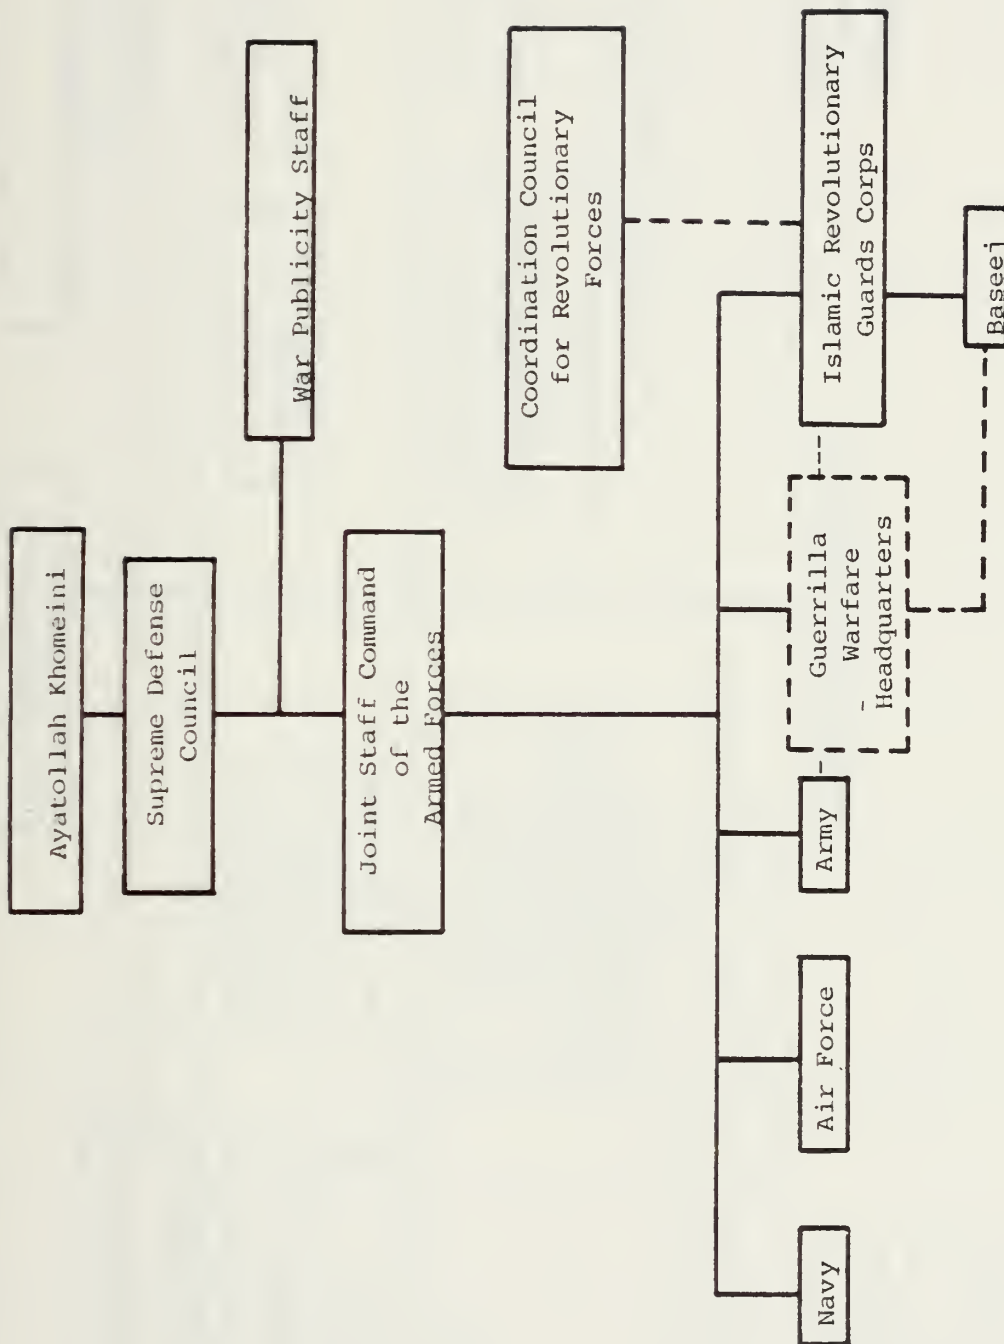 Ayatollah Khomeini
Supreme Defense
Council
War Publicity Staff
Joint Staff Command
of the
Armed Forces
Coordination Council
for Revolutionary
Forces
Navy
Air Force
Army
Guerrilla
Warfare
Headquarters
Islamic Revolutionary
Guards Corps
Baseej